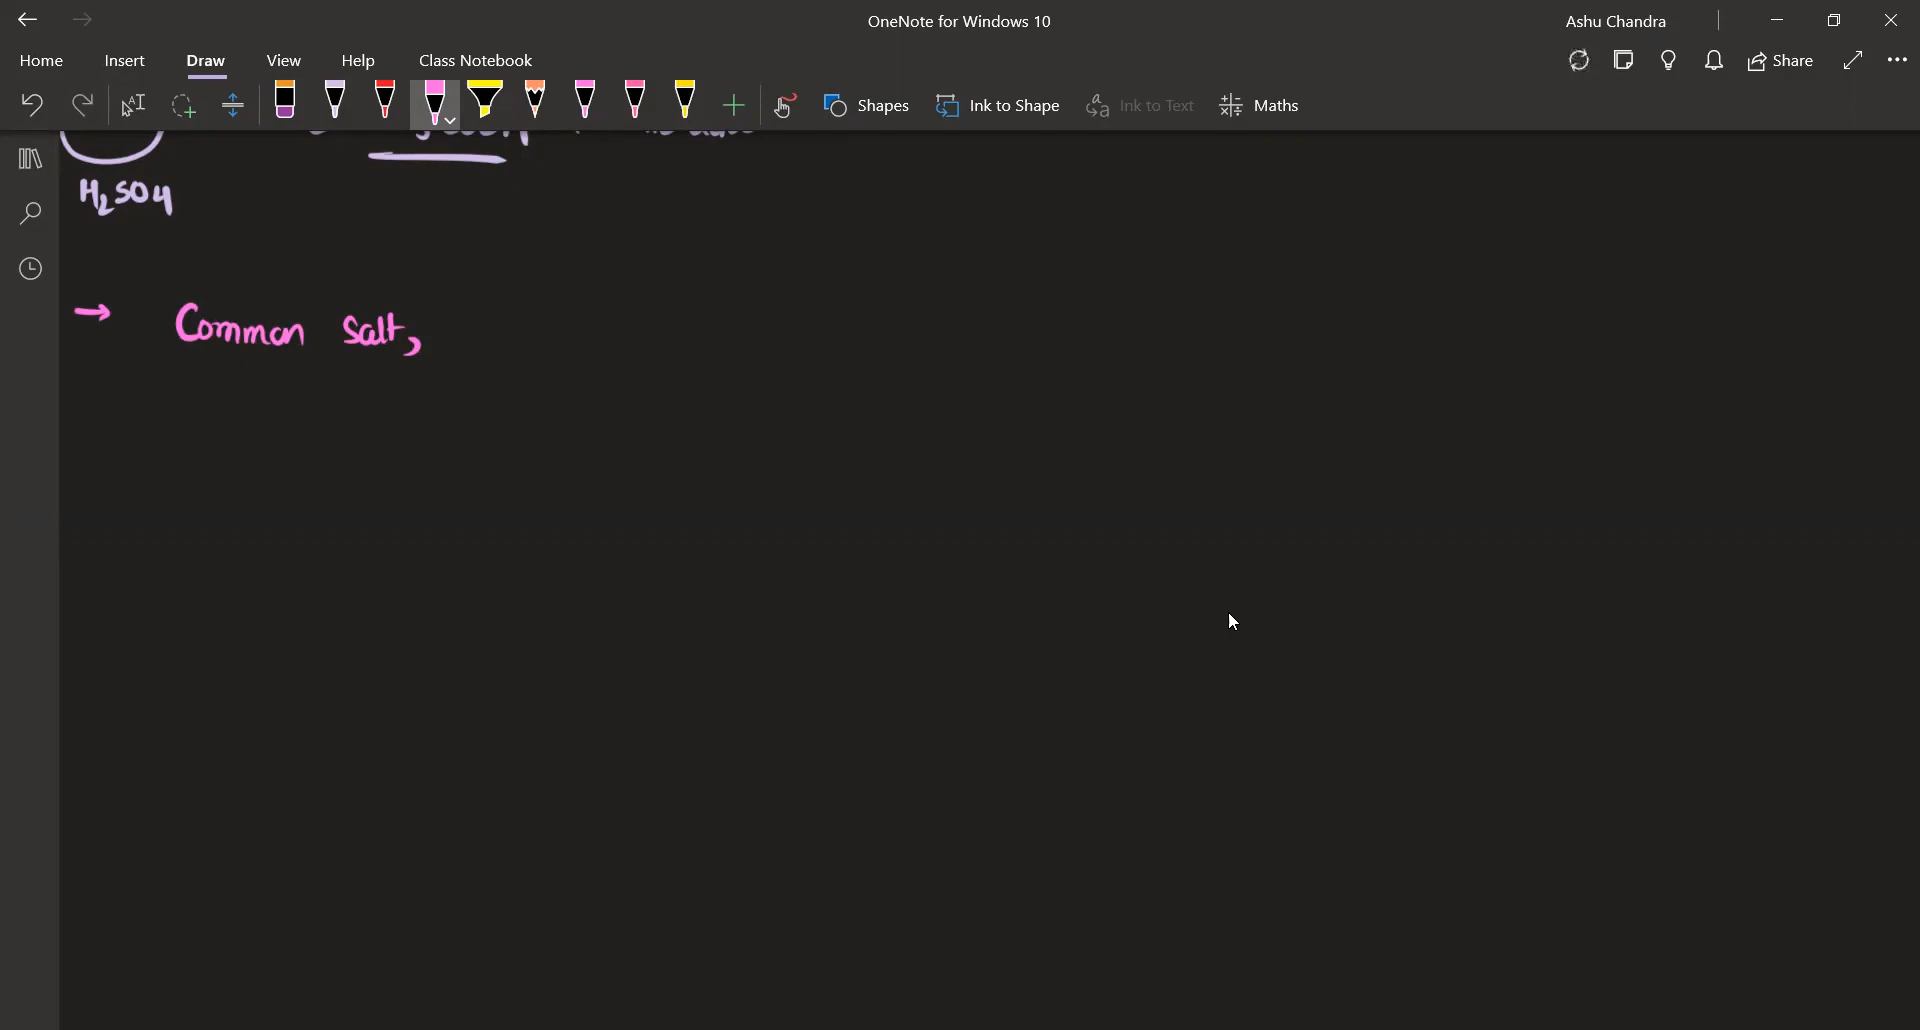 OneNote for Windows 10
Ashu Chandra
Home Insert Draw View Help Class Notebook
Share
Shapes Ink to Shape Ink to Text Maths
H₂SO4
→ Common Salt,